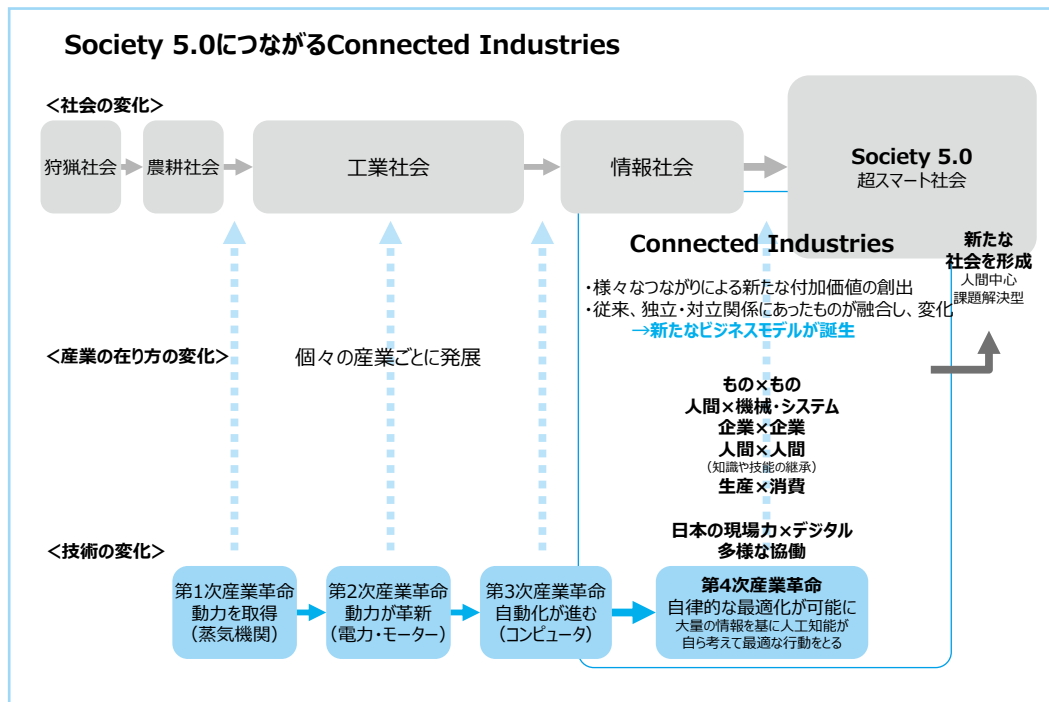 Society 5.0につながるConnected Industries
＜社会の変化＞
狩猟社会
農耕社会
工業社会
情報社会
Society 5.0
超スマート社会
Connected Industries
・様々なつながりによる新たな付加価値の創出
・従来、独立・対立関係にあったものが融合し、変化
→新たなビジネスモデルが誕生
新たな
社会を形成
人間中心
課題解決型
＜産業の在り方の変化＞
個々の産業ごとに発展
もの×もの
人間×機械・システム
企業×企業
人間×人間
（知識や技能の継承）
生産×消費
日本の現場力×デジタル
多様な協働
＜技術の変化＞
第1次産業革命
動力を取得
（蒸気機関）
第2次産業革命
動力が革新
（電力・モーター）
第3次産業革命
自動化が進む
（コンピュータ）
第4次産業革命
自律的な最適化が可能に
大量の情報を基に人工知能が
自ら考えて最適な行動をとる